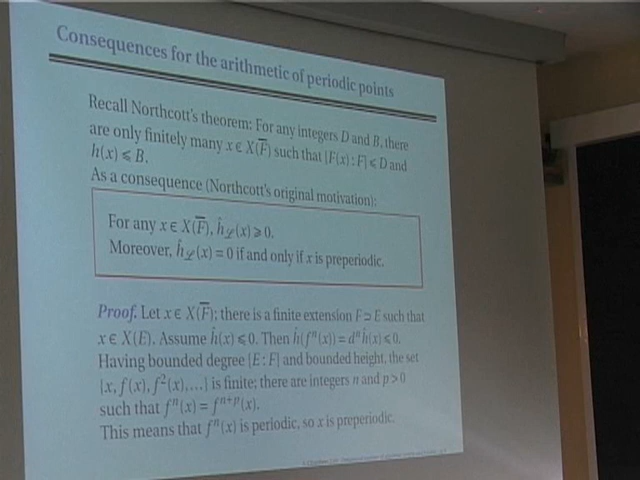 Consequences for the arithmetic of periodic points
Recall Northcott's theorem: For any integers D and B, there
are only finitely many x ∈ X(F̅) such that [F(x) : F] ⩽ D and
h(x) ⩽ B.
As a consequence (Northcott's original motivation):
For any x ∈ X(F̅), ĥ_ℒ(x) ⩾ 0.
Moreover, ĥ_ℒ(x) = 0 if and only if x is preperiodic.
Proof. Let x ∈ X(F̅); there is a finite extension F ⊃ E such that
x ∈ X(E). Assume ĥ(x) ⩽ 0. Then ĥ(fⁿ(x)) = dⁿĥ(x) ⩽ 0.
Having bounded degree [E : F] and bounded height, the set
{x, f(x), f²(x),...} is finite; there are integers n and p > 0
such that fⁿ(x) = fⁿ⁺ᵖ(x).
This means that fⁿ(x) is periodic, so x is preperiodic.